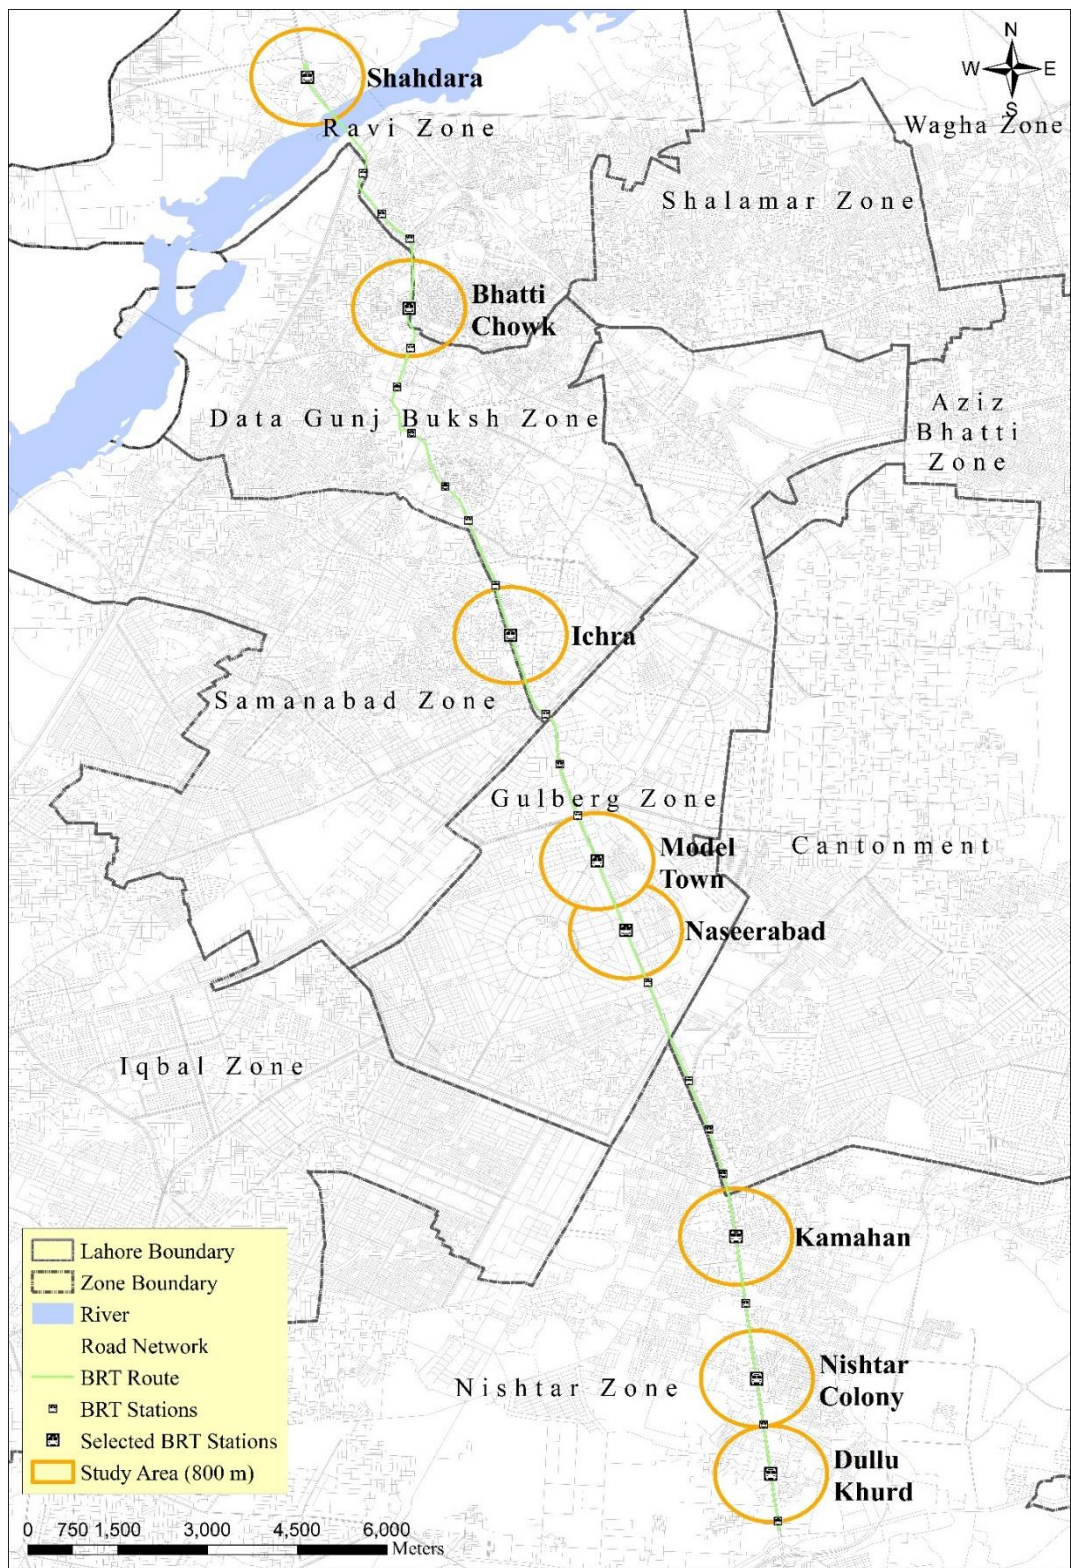 N
W E
S
Shahdara
Ravi Zone
Wagha Zone
Shalamar Zone
Bhatti
Chowk
Data Gunj Buksh Zone
Aziz
Bhatti
Zone
Ichra
Samanabad Zone
Gulberg Zone
Model
Town
Cantonment
Naseerabad
Iqbal Zone
Kamahan
Nishtar
Colony
Nishtar Zone
Dullu
Khurd
Lahore Boundary
Zone Boundary
River
Road Network
BRT Route
BRT Stations
Selected BRT Stations
Study Area (800 m)
0 750 1,500 3,000 4,500 6,000
Meters